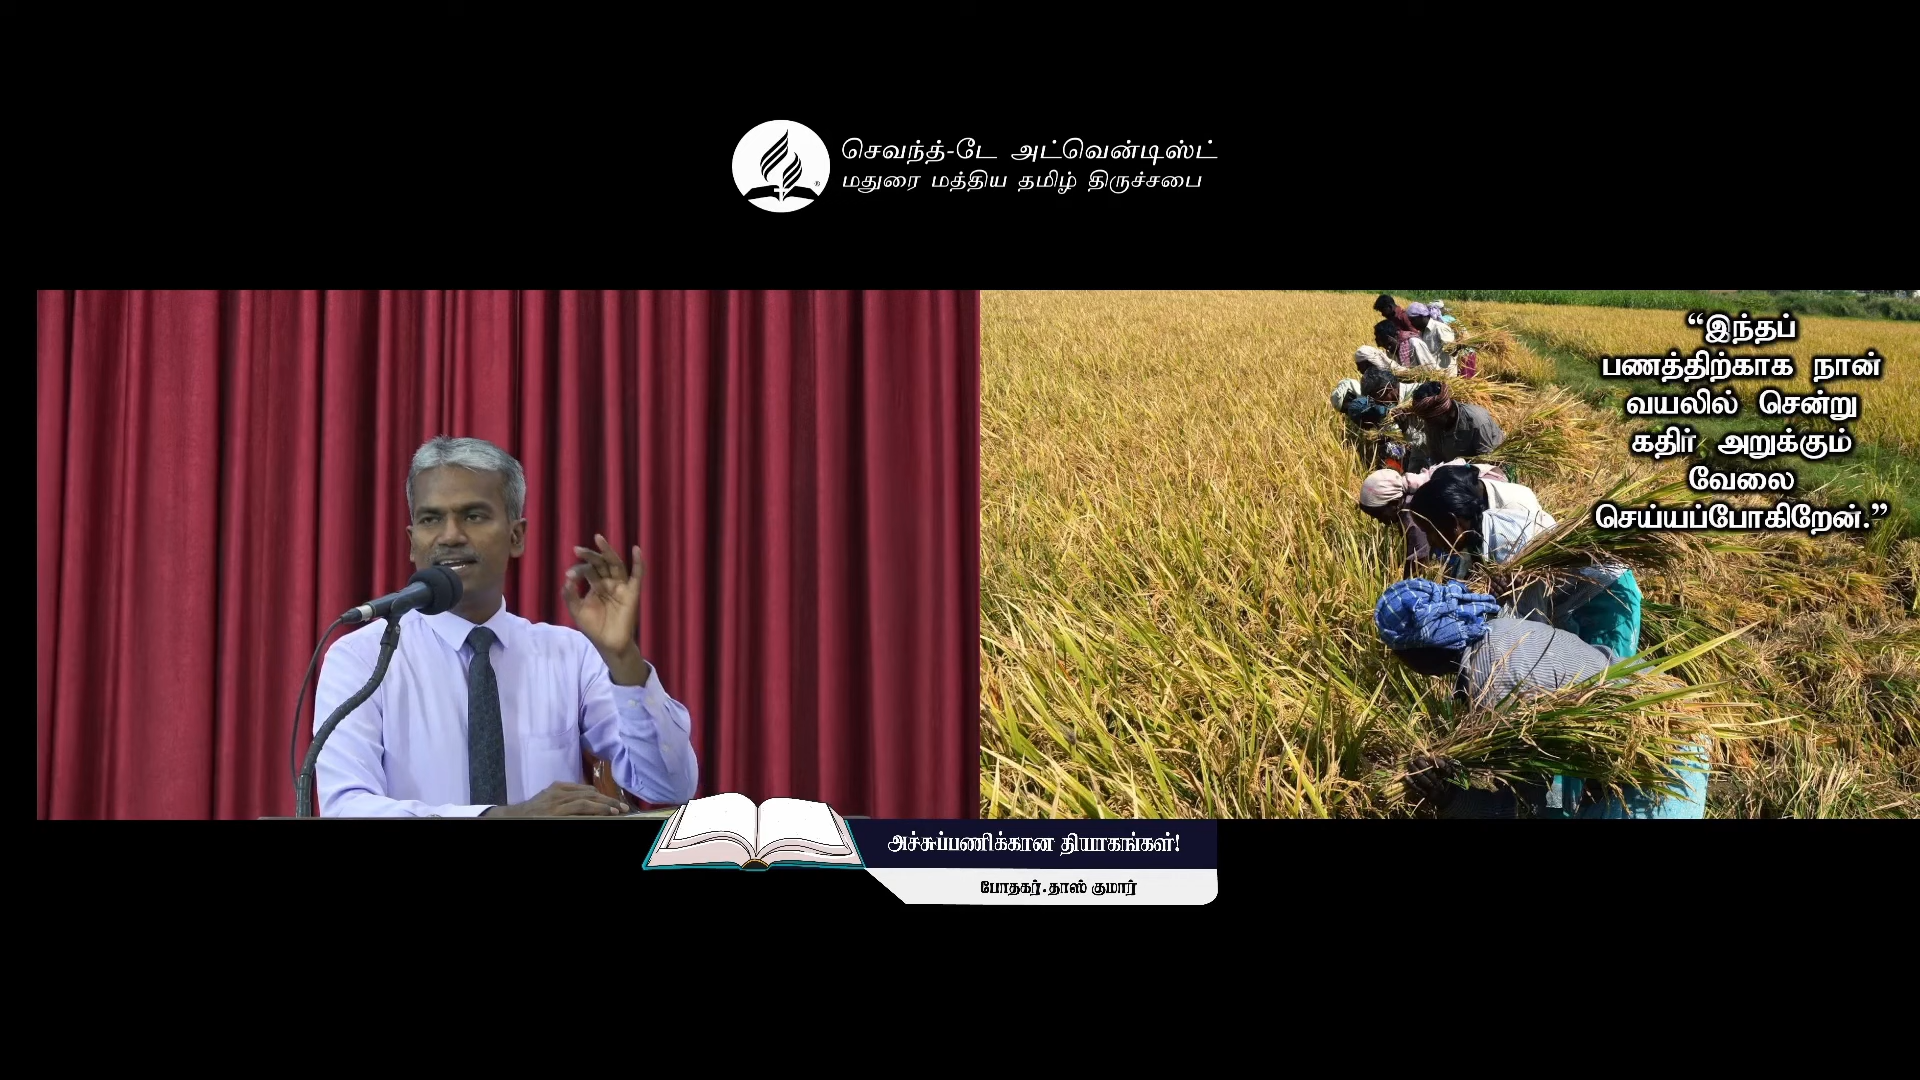 செவந்த்-டே அட்வென்டிஸ்ட்
மதுரை மத்திய தமிழ் திருச்சபை
“இந்தப்
பணத்திற்காக நான்
வயலில் சென்று
கதிர் அறுக்கும்
வேலை
செய்யப்போகிறேன்.”
அச்சுப்பணிக்கான தியாகங்கள்!
போதகர்.தாஸ் குமார்